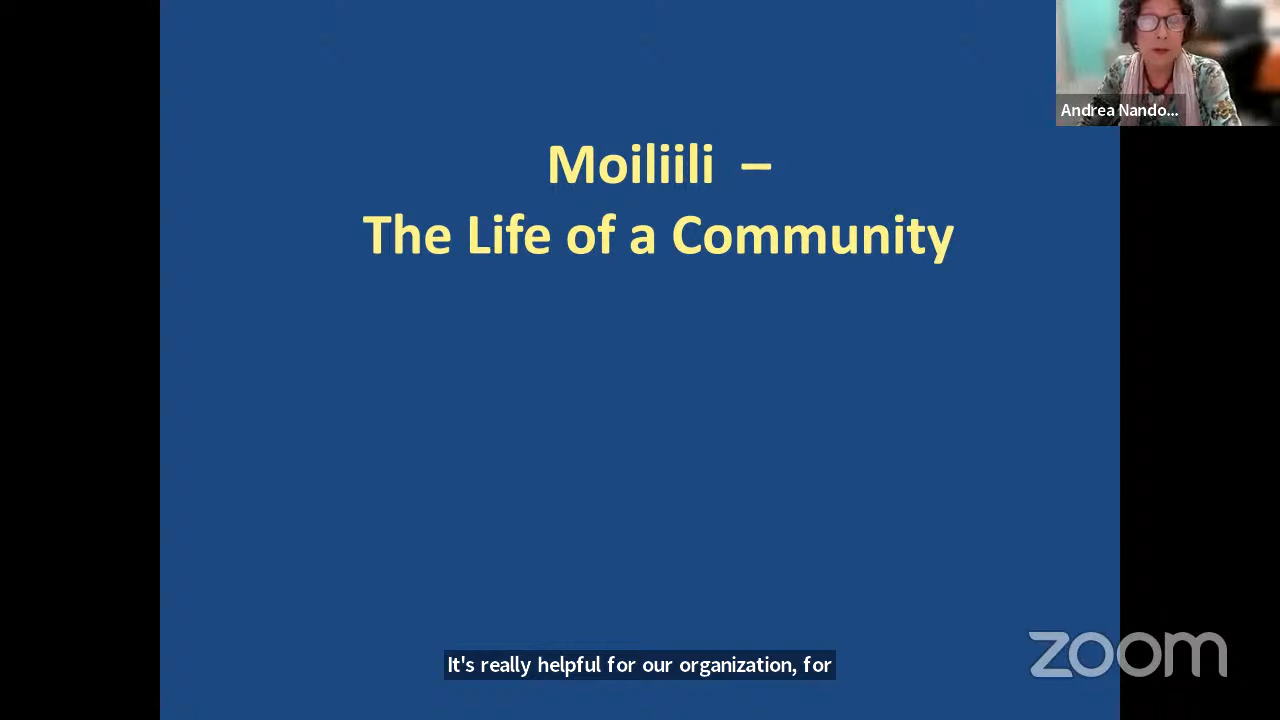 Andrea Nando...
Moiliili –
The Life of a Community
It's really helpful for our organization, for
zoom